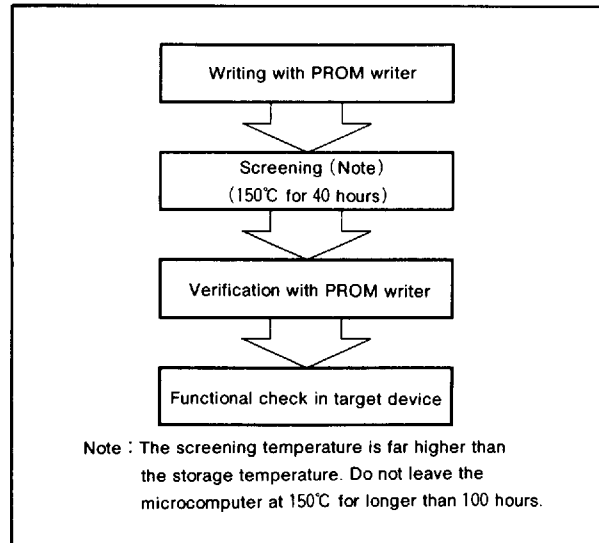 Writing with PROM writer
Screening (Note)
(150℃ for 40 hours)
Verification with PROM writer
Functional check in target device
Note : The screening temperature is far higher than
the storage temperature. Do not leave the
microcomputer at 150℃ for longer than 100 hours.